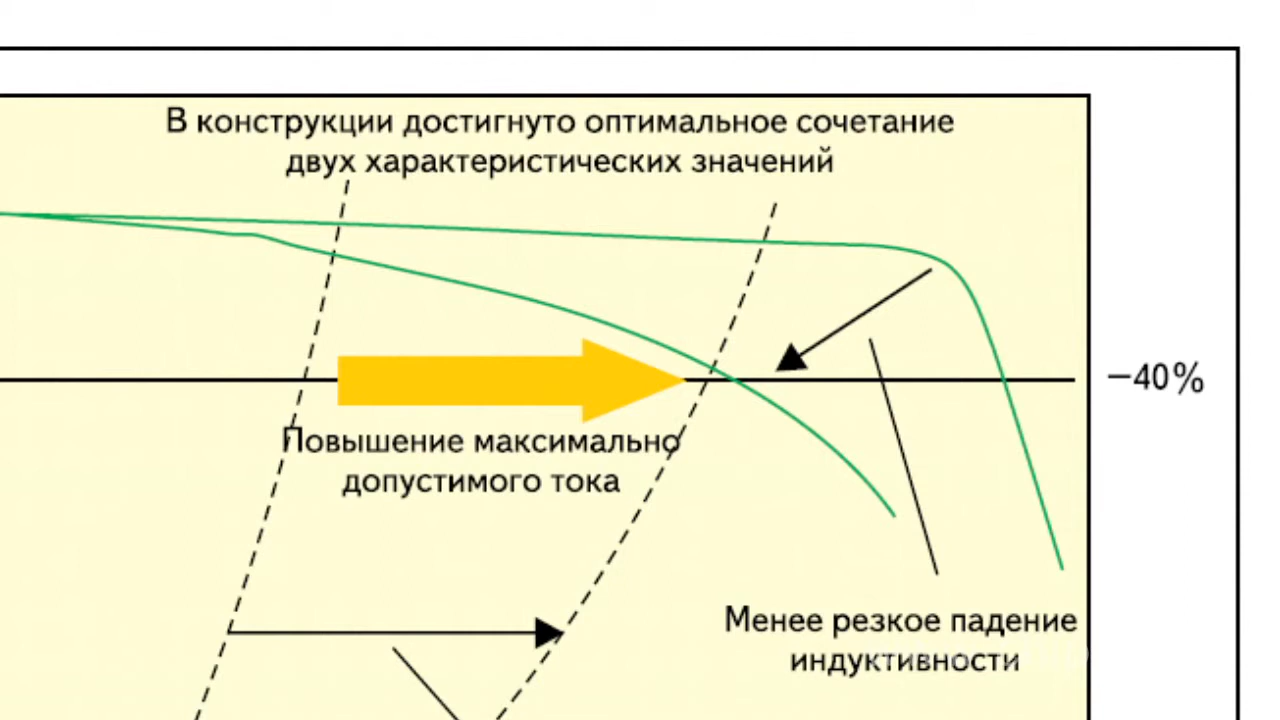 В конструкции достигнуто оптимальное сочетание
двух характеристических значений
−40%
Повышение максимально
допустимого тока
Менее резкое падение
индуктивности